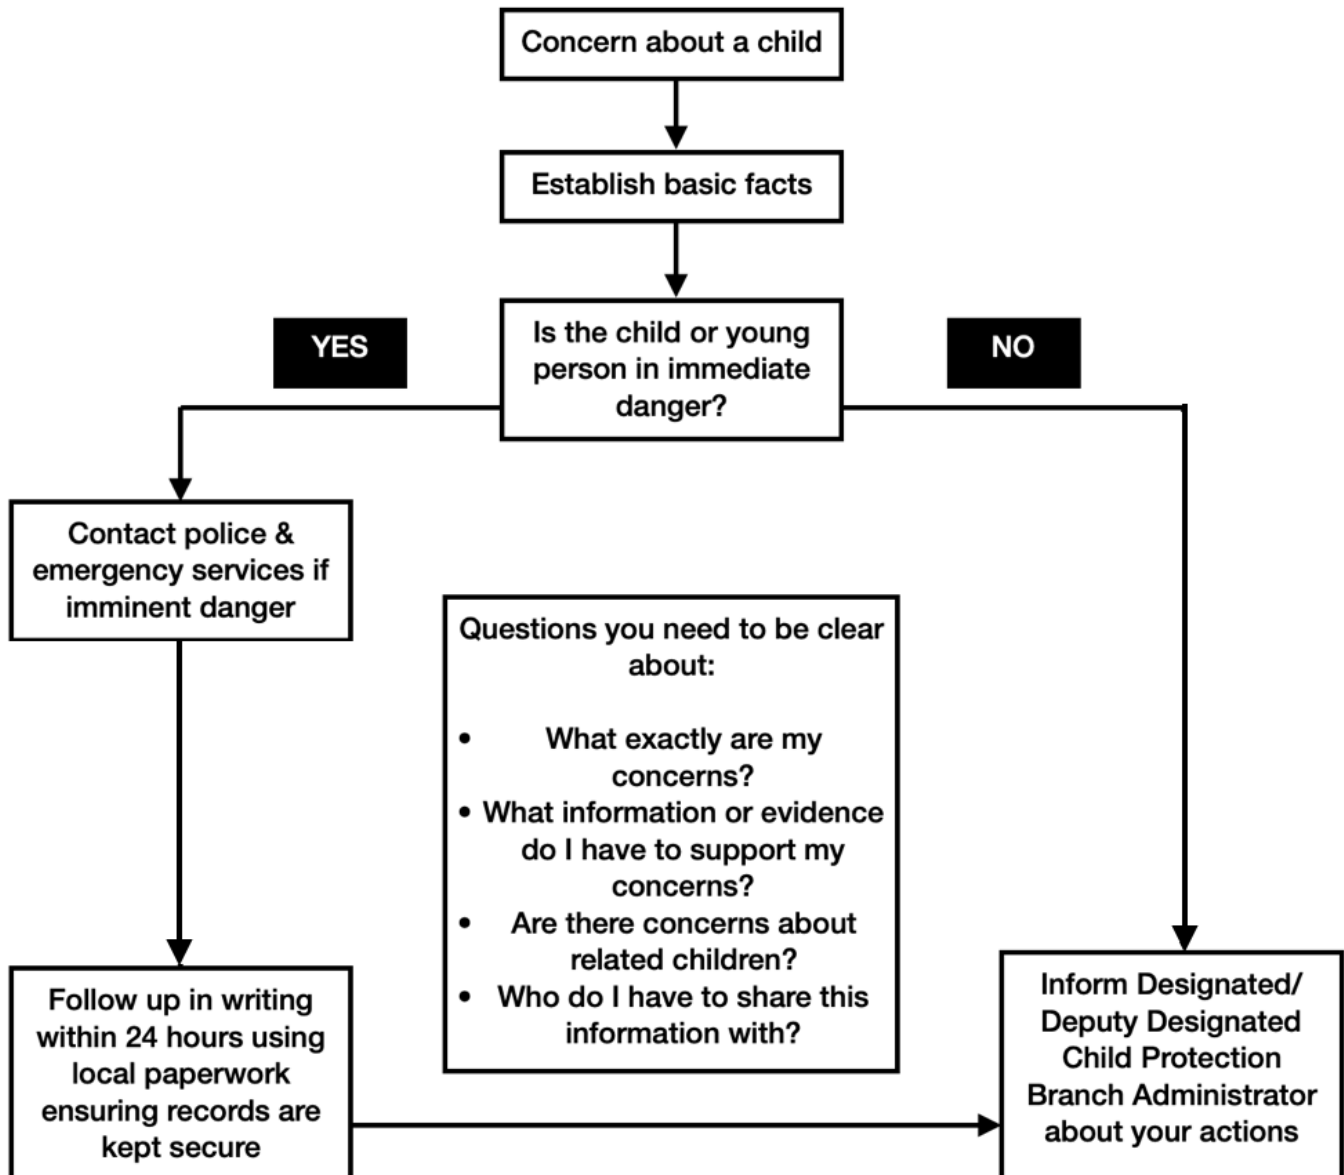 Concern about a child
Establish basic facts
Is the child or young
person in immediate
danger?
YES
NO
Contact police &
emergency services if
imminent danger
Questions you need to be clear
about:
• What exactly are my
concerns?
• What information or evidence
do I have to support my
concerns?
• Are there concerns about
related children?
• Who do I have to share this
information with?
Follow up in writing
within 24 hours using
local paperwork
ensuring records are
kept secure
Inform Designated/
Deputy Designated
Child Protection
Branch Administrator
about your actions